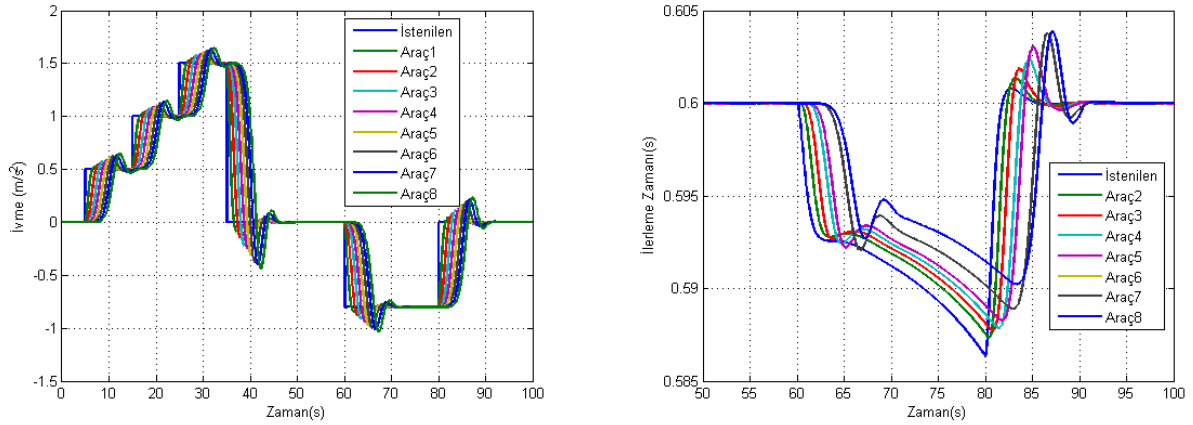 2
1.5
1
0.5
0
-0.5
-1
-1.5
İvme (m/s²)
0 10 20 30 40 50 60 70 80 90 100
Zaman(s)
İstenilen
Araç1
Araç2
Araç3
Araç4
Araç5
Araç6
Araç7
Araç8
0.605
0.6
0.595
0.59
0.585
İlerleme Zamanı(s)
50 55 60 65 70 75 80 85 90 95 100
Zaman(s)
İstenilen
Araç2
Araç3
Araç4
Araç5
Araç6
Araç7
Araç8